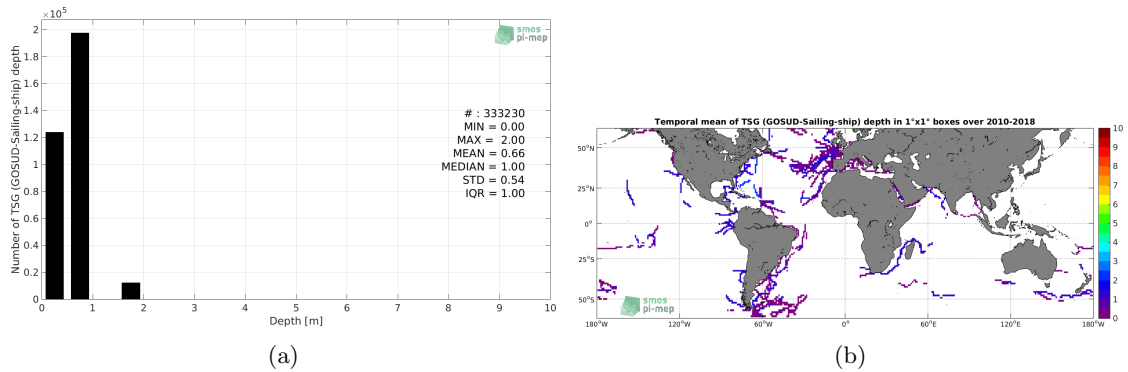 ×10⁵
2
1.8
1.6
1.4
1.2
1
0.8
0.6
0.4
0.2
0
Number of TSG (GOSUD-Sailing-ship) depth
smos
pi-mep
# : 333230
MIN = 0.00
MAX = 2.00
MEAN = 0.66
MEDIAN = 1.00
STD = 0.54
IQR = 1.00
0 1 2 3 4 5 6 7 8 9 10
Depth [m]
(a)
Temporal mean of TSG (GOSUD-Sailing-ship) depth in 1°x1° boxes over 2010-2018
50°N
25°N
0°
25°S
50°S
smos
pi-mep
180°W 120°W 60°W 0° 60°E 120°E 180°W
10
9
8
7
6
5
4
3
2
1
0
(b)